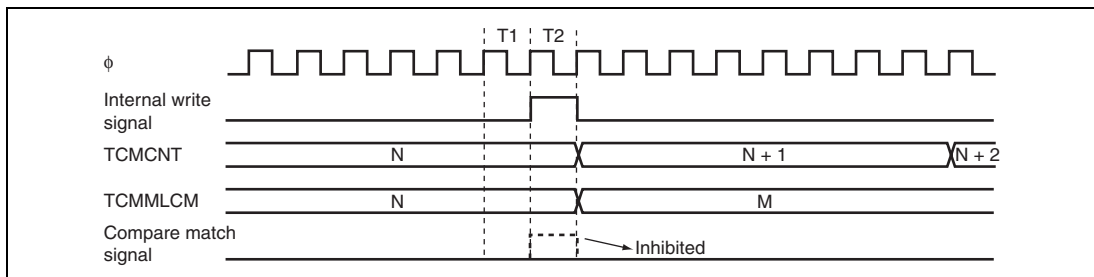 T1 T2
ϕ
Internal write
signal
TCMCNT N N + 1 N + 2
TCMMLCM N M
Compare match
signal
Inhibited